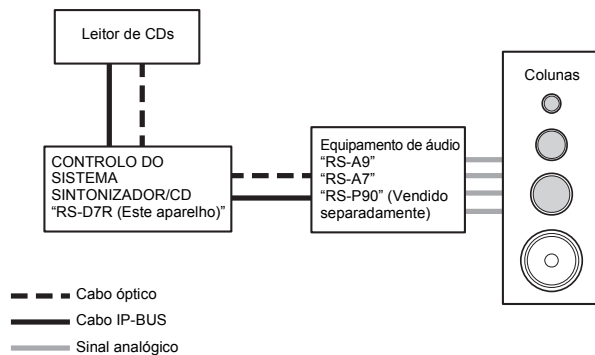 Leitor de CDs
CONTROLO DO
SISTEMA
SINTONIZADOR/CD
“RS-D7R (Este aparelho)”
Equipamento de áudio
“RS-A9”
“RS-A7”
“RS-P90” (Vendido
separadamente)
Colunas
Cabo óptico
Cabo IP-BUS
Sinal analógico